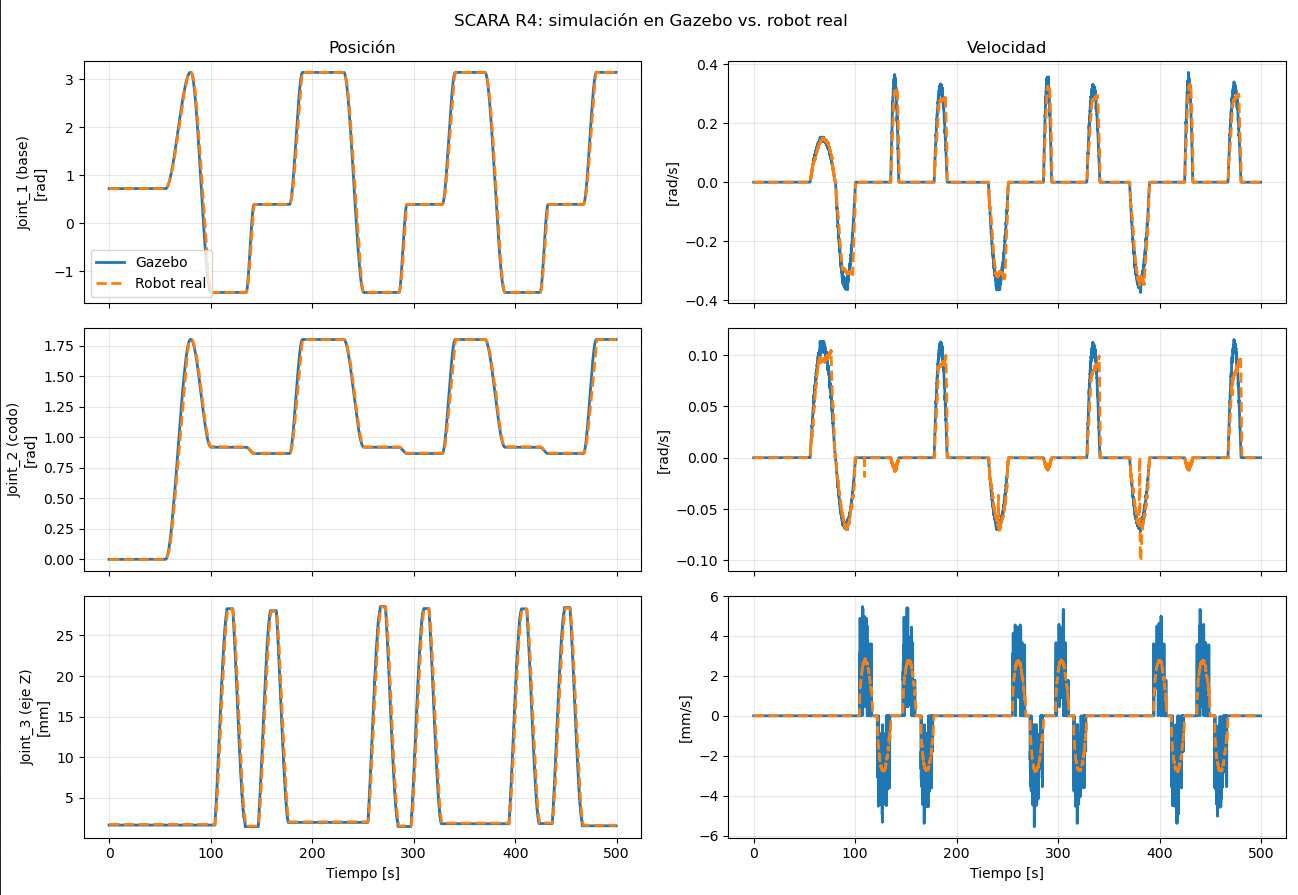 SCARA R4: simulación en Gazebo vs. robot real
Posición
Velocidad
Joint_1 (base)
[rad]
3
2
1
0
−1
Gazebo
Robot real
[rad/s]
0.4
0.2
0.0
−0.2
−0.4
Joint_2 (codo)
[rad]
1.75
1.50
1.25
1.00
0.75
0.50
0.25
0.00
[rad/s]
0.10
0.05
0.00
−0.05
−0.10
Joint_3 (eje Z)
[mm]
25
20
15
10
5
0
100
200
300
400
500
Tiempo [s]
[mm/s]
6
4
2
0
−2
−4
−6
0
100
200
300
400
500
Tiempo [s]